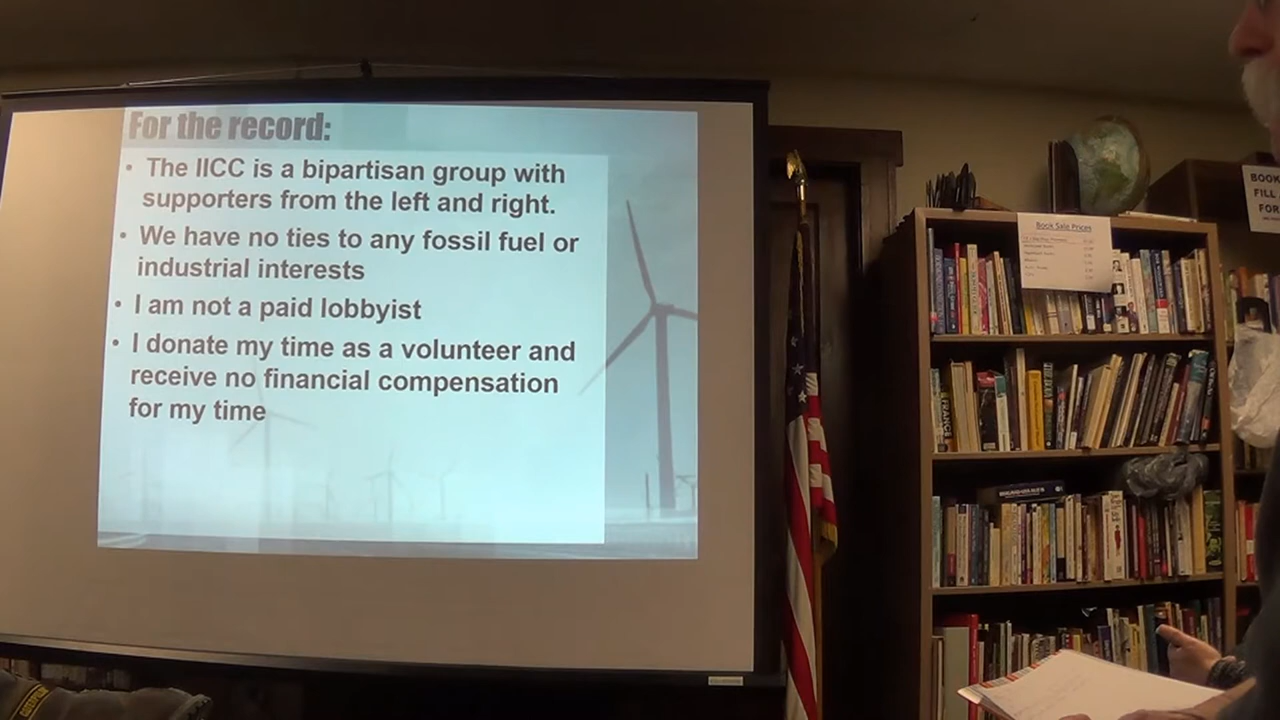 For the record:
• The IICC is a bipartisan group with
supporters from the left and right.
• We have no ties to any fossil fuel or
industrial interests
• I am not a paid lobbyist
• I donate my time as a volunteer and
receive no financial compensation
for my time
Book Sale Prices
BOOK
FILL
FOR
FRANCE